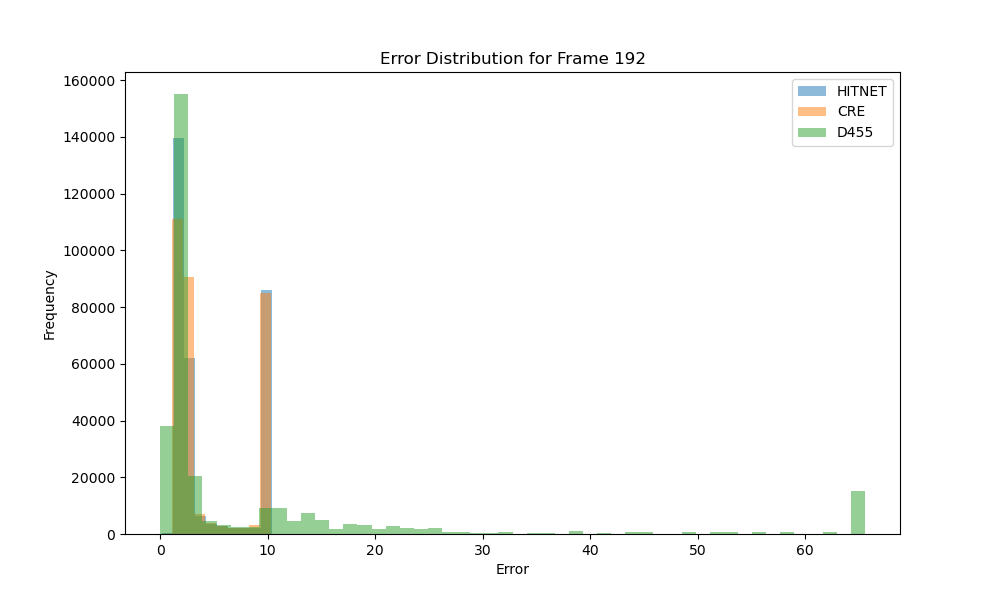 Error Distribution for Frame 192
HITNET
CRE
D455
Frequency
160000
140000
120000
100000
80000
60000
40000
20000
0
0 10 20 30 40 50 60
Error